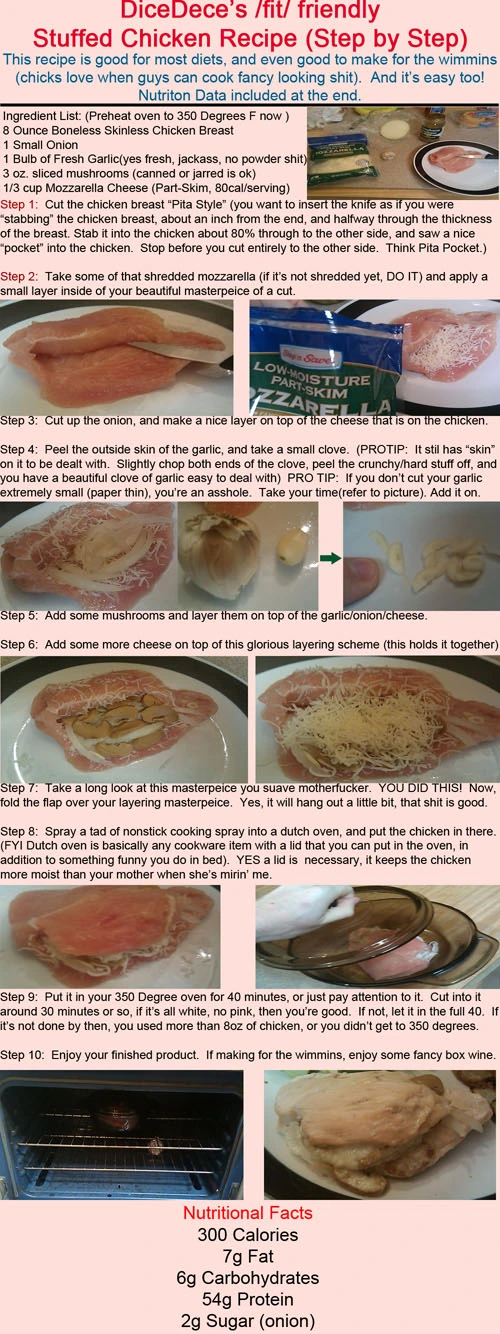 DiceDece's /fit/ friendly
Stuffed Chicken Recipe (Step by Step)
This recipe is good for most diets, and even good to make for the wimmins
(chicks love when guys can cook fancy looking shit). And it's easy too!
Nutriton Data included at the end.
Ingredient List: (Preheat oven to 350 Degrees F now )
8 Ounce Boneless Skinless Chicken Breast
1 Small Onion
1 Bulb of Fresh Garlic(yes fresh, jackass, no powder shit)
3 oz. sliced mushrooms (canned or jarred is ok)
1/3 cup Mozzarella Cheese (Part-Skim, 80cal/serving)
Step 1: Cut the chicken breast "Pita Style" (you want to insert the knife as if you were
"stabbing" the chicken breast, about an inch from the end, and halfway through the thickness
of the breast. Stab it into the chicken about 80% through to the other side, and saw a nice
"pocket" into the chicken. Stop before you cut entirely to the other side. Think Pita Pocket.)
Step 2: Take some of that shredded mozzarella (if it's not shredded yet, DO IT) and apply a
small layer inside of your beautiful masterpeice of a cut.
LOW-MOISTURE
PART-SKIM
OZZARELLA
Step 3: Cut up the onion, and make a nice layer on top of the cheese that is on the chicken.
Step 4: Peel the outside skin of the garlic, and take a small clove. (PROTIP: It stil has "skin"
on it to be dealt with. Slightly chop both ends of the clove, peel the crunchy/hard stuff off, and
you have a beautiful clove of garlic easy to deal with) PRO TIP: If you don't cut your garlic
extremely small (paper thin), you're an asshole. Take your time(refer to picture). Add it on.
Step 5: Add some mushrooms and layer them on top of the garlic/onion/cheese.
Step 6: Add some more cheese on top of this glorious layering scheme (this holds it together)
Step 7: Take a long look at this masterpeice you suave motherfucker. YOU DID THIS! Now,
fold the flap over your layering masterpeice. Yes, it will hang out a little bit, that shit is good.
Step 8: Spray a tad of nonstick cooking spray into a dutch oven, and put the chicken in there.
(FYI Dutch oven is basically any cookware item with a lid that you can put in the oven, in
addition to something funny you do in bed). YES a lid is necessary, it keeps the chicken
more moist than your mother when she's mirin' me.
Step 9: Put it in your 350 Degree oven for 40 minutes, or just pay attention to it. Cut into it
around 30 minutes or so, if it's all white, no pink, then you're good. If not, let it in the full 40. If
it's not done by then, you used more than 8oz of chicken, or you didn't get to 350 degrees.
Step 10: Enjoy your finished product. If making for the wimmins, enjoy some fancy box wine.
Nutritional Facts
300 Calories
7g Fat
6g Carbohydrates
54g Protein
2g Sugar (onion)